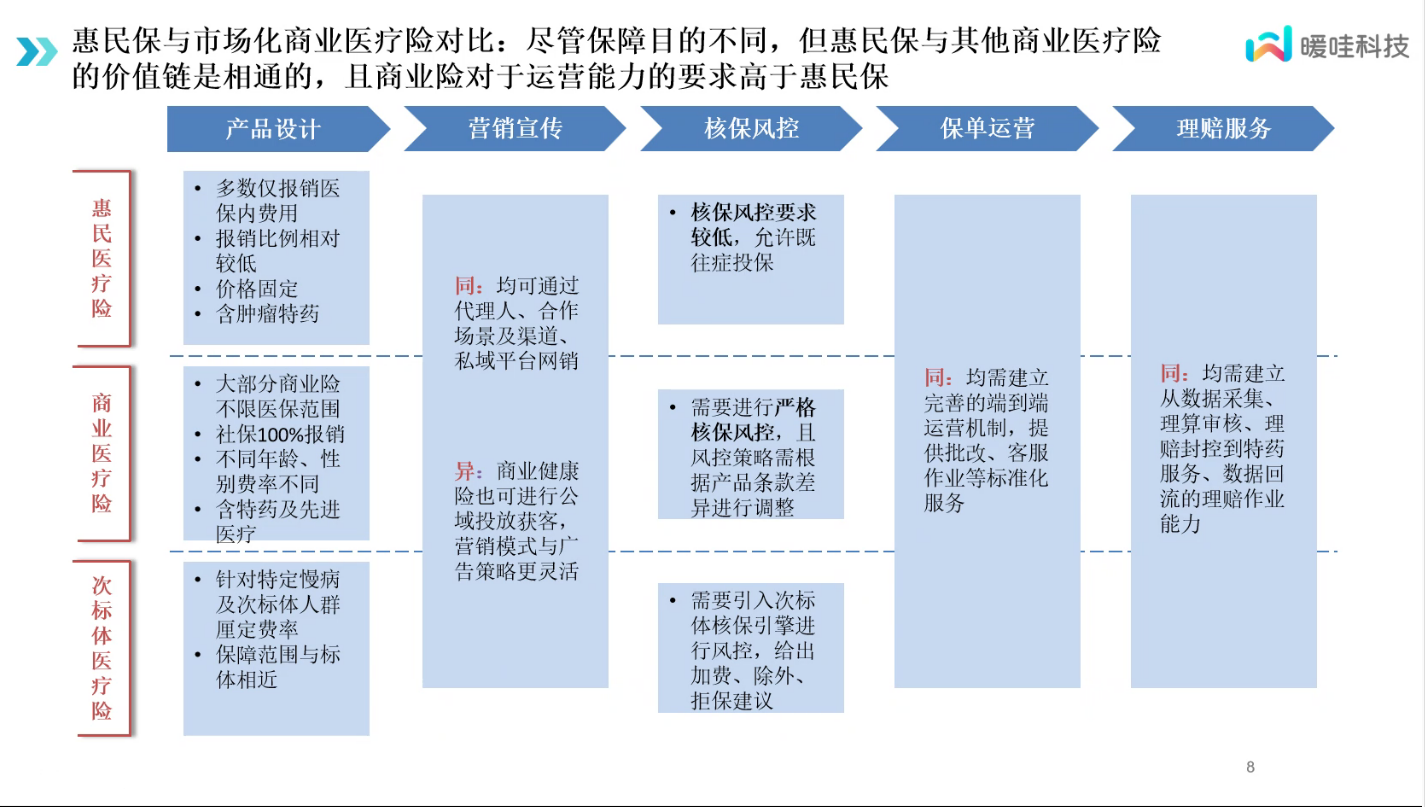 惠民保与市场化商业医疗险对比：尽管保障目的不同，但惠民保与其他商业医疗险
的价值链是相通的，且商业险对于运营能力的要求高于惠民保
暖哇科技
产品设计
营销宣传
核保风控
保单运营
理赔服务
惠民医疗险
• 多数仅报销医
保内费用
• 报销比例相对
较低
• 价格固定
• 含肿瘤特药
商业医疗险
• 大部分商业险
不限医保范围
• 社保100%报销
• 不同年龄、性
别费率不同
• 含特药及先进
医疗
次标体医疗险
• 针对特定慢病
及次标体人群
厘定费率
• 保障范围与标
体相近
同：均可通过
代理人、合作
场景及渠道、
私域平台网销
异：商业健康
险也可进行公
域投放获客，
营销模式与广
告策略更灵活
• 核保风控要求
较低，允许既
往症投保
• 需要进行严格
核保风控，且
风控策略需根
据产品条款差
异进行调整
• 需要引入次标
体核保引擎进
行风控，给出
加费、除外、
拒保建议
同：均需建立
完善的端到端
运营机制，提
供批改、客服
作业等标准化
服务
同：均需建立
从数据采集、
理算审核、理
赔封控到特药
服务、数据回
流的理赔作业
能力
8